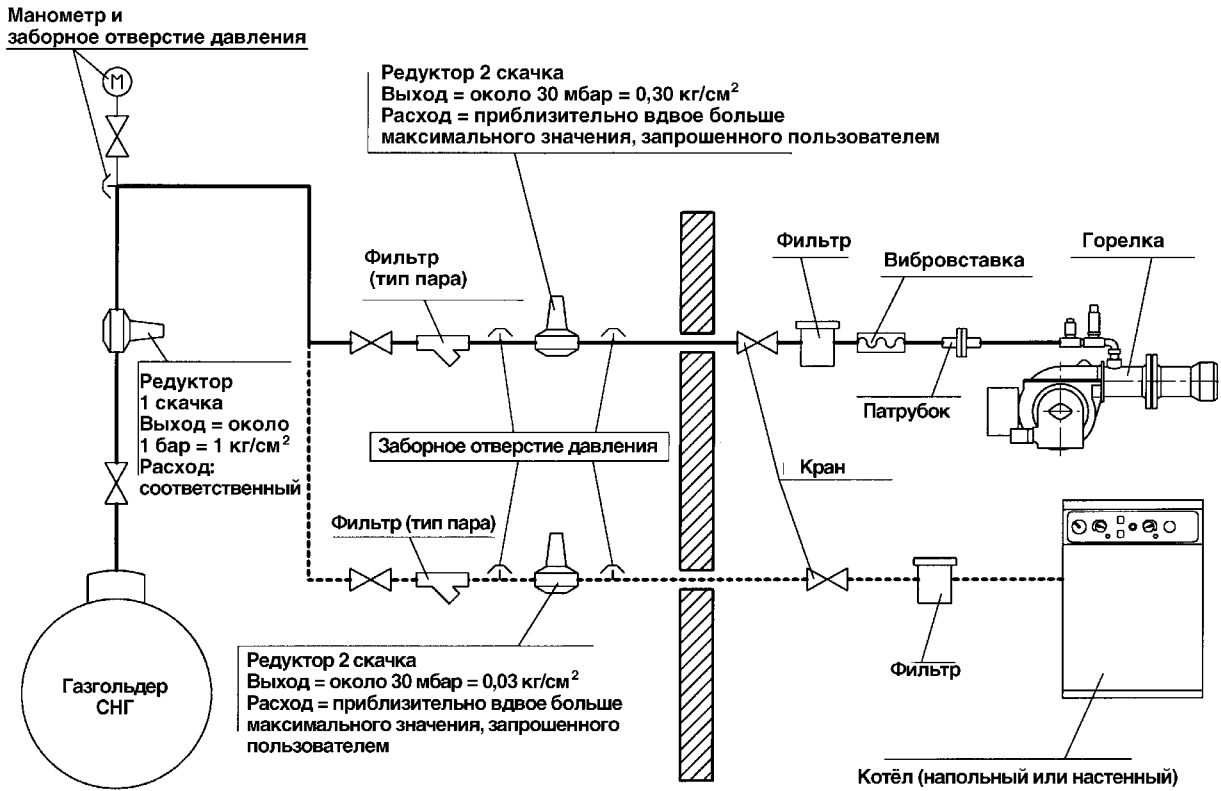 Манометр и
заборное отверстие давления
М
Редуктор 2 скачка
Выход = около 30 мбар = 0,30 кг/см²
Расход = приблизительно вдвое больше
максимального значения, запрошенного пользователем
Фильтр
(тип пара)
Фильтр
Вибровставка
Горелка
Редуктор
1 скачка
Выход = около
1 бар = 1 кг/см²
Расход:
соответственный
Патрубок
Заборное отверстие давления
Кран
Фильтр (тип пара)
Газгольдер
СНГ
Редуктор 2 скачка
Выход = около 30 мбар = 0,03 кг/см²
Расход = приблизительно вдвое больше
максимального значения, запрошенного
пользователем
Фильтр
Котёл (напольный или настенный)